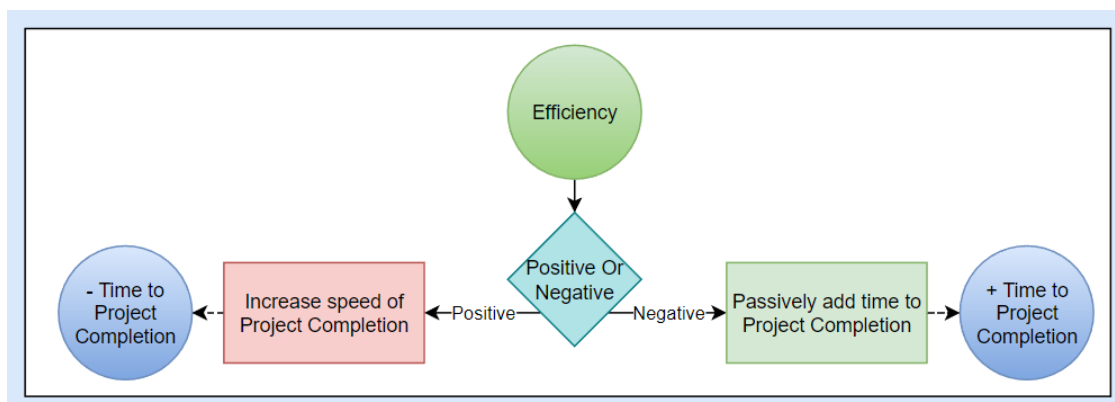 Efficiency
Positive Or
Negative
- Time to
Project
Completion
Increase speed of
Project Completion
Positive
Negative
Passively add time to
Project Completion
+ Time to
Project
Completion